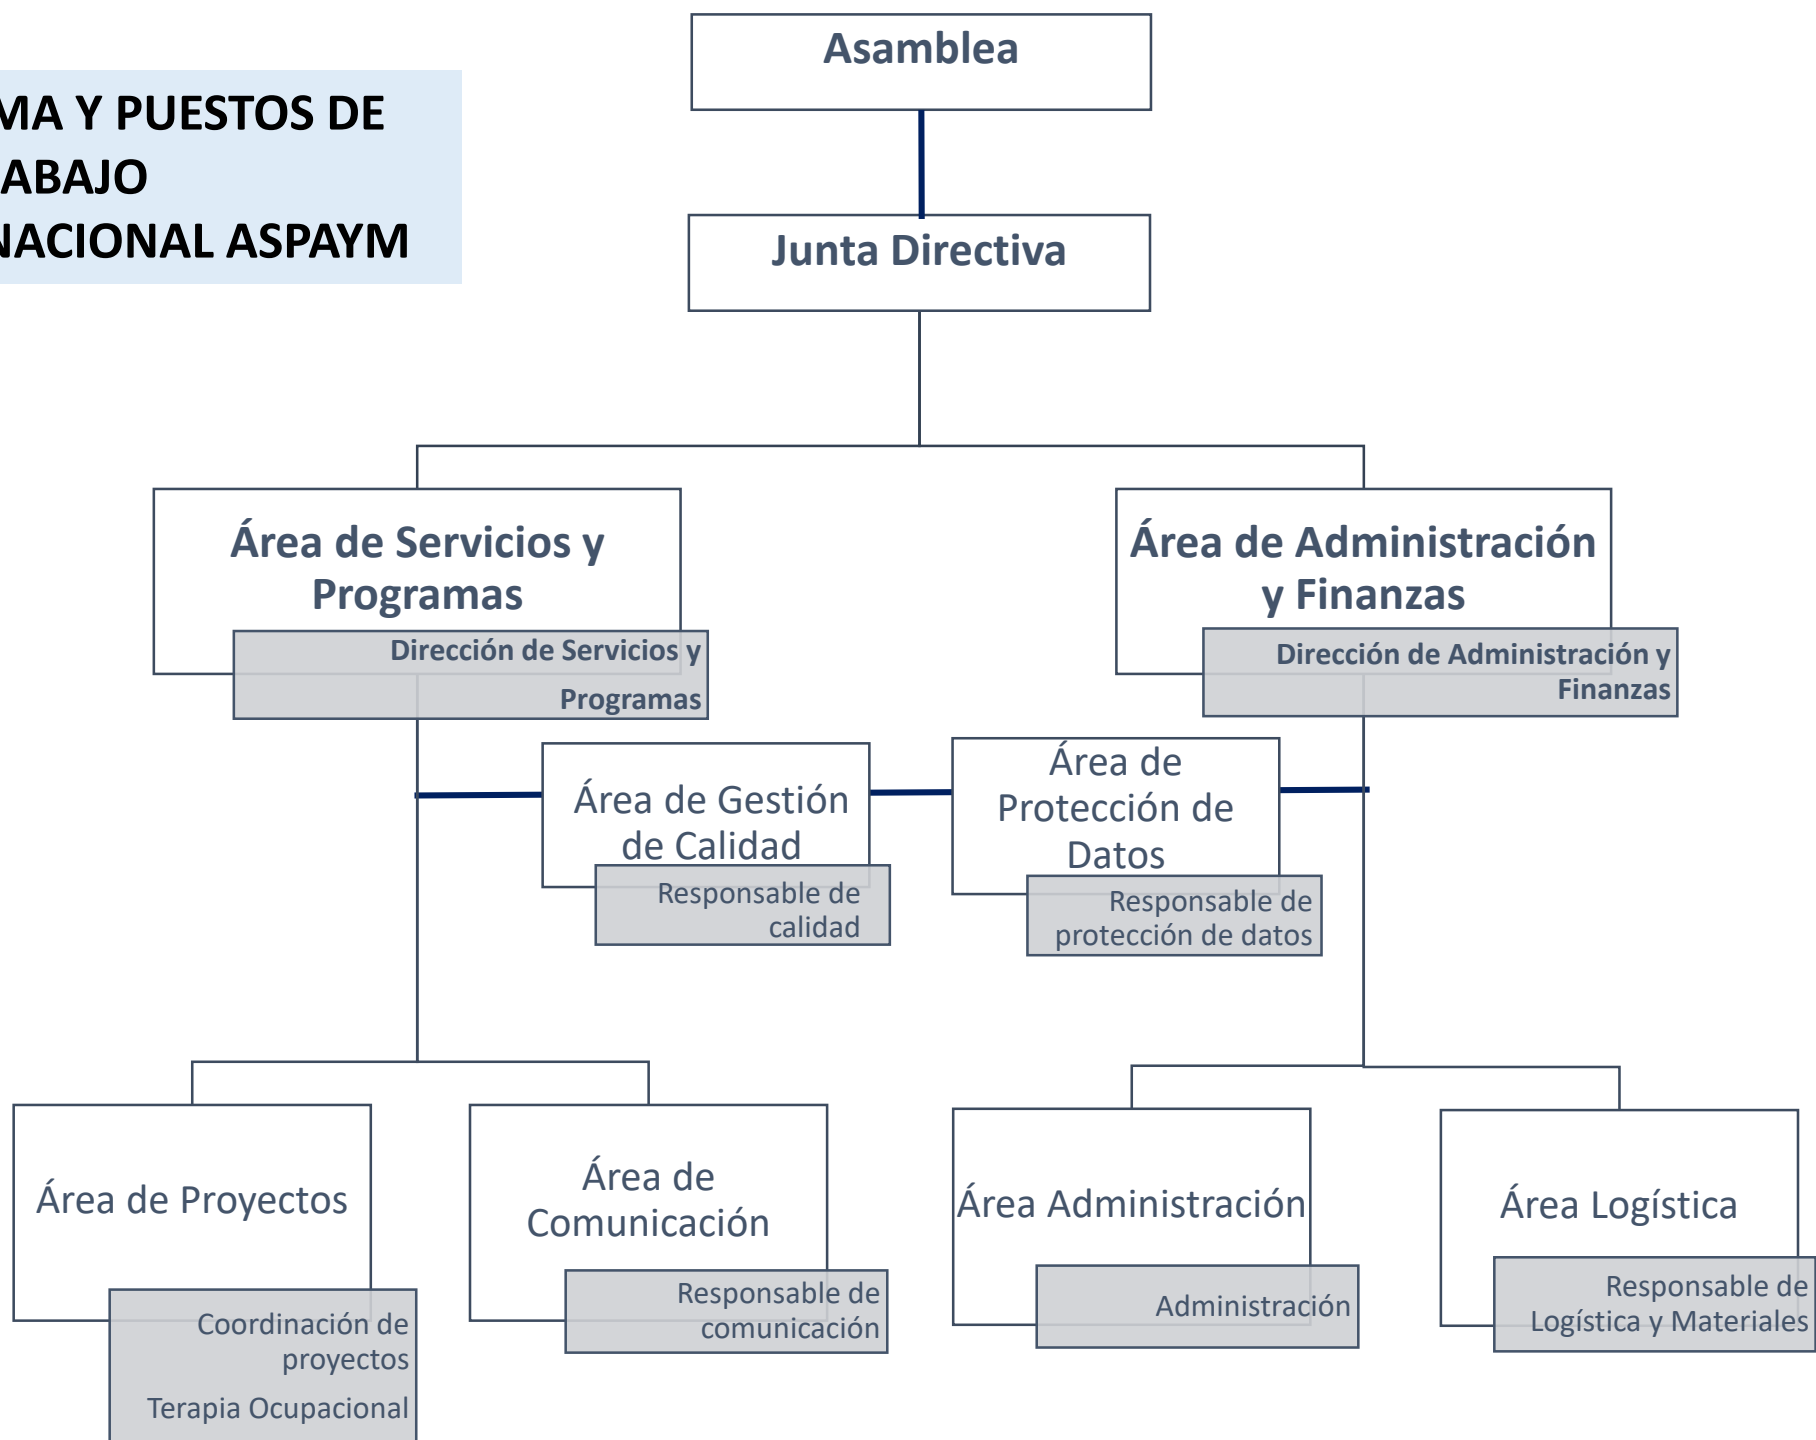 Asamblea
MA Y PUESTOS DE
ABAJO
NACIONAL ASPAYM
Junta Directiva
Área de Servicios y
Programas
Dirección de Servicios y
Programas
Área de Administración
y Finanzas
Dirección de Administración y
Finanzas
Área de Gestión
de Calidad
Responsable de
calidad
Área de
Protección de
Datos
Responsable de
protección de datos
Área de Proyectos
Coordinación de
proyectos
Terapia Ocupacional
Área de
Comunicación
Responsable de
comunicación
Área Administración
Administración
Área Logística
Responsable de
Logística y Materiales